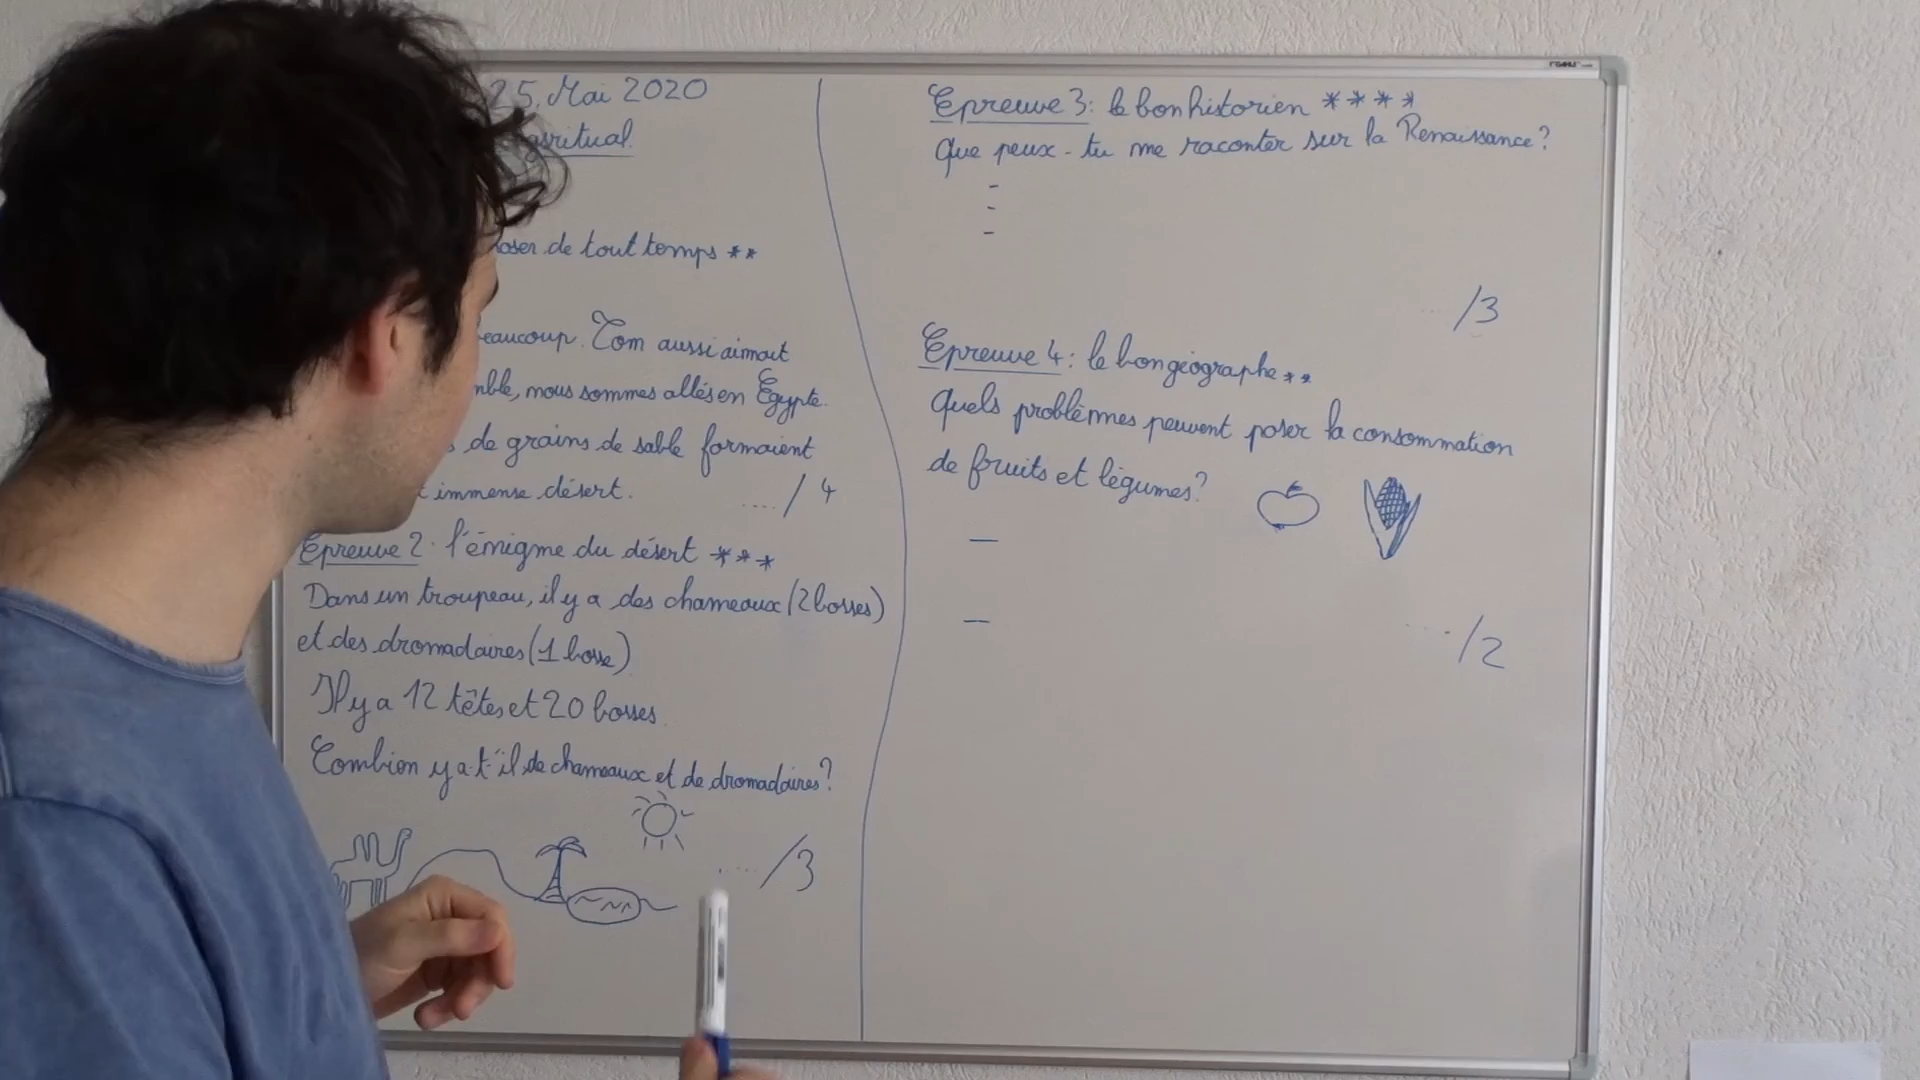 25 Mai 2020
de tout temps **
beaucoup. Tom aussi aimait
nous sommes allés en Egypte.
de grains de sable formaient
immense désert.
.... / 4
Epreuve 2 : l'énigme du désert ***
Dans un troupeau, il y a des chameaux (2 bosses)
et des dromadaires (1 bosse)
Il y a 12 têtes et 20 bosses.
Combien y a-t-il de chameaux et de dromadaires?
.... /3
Epreuve 3 : le bon historien ****
Que peux-tu me raconter sur la Renaissance?
-
-
-
... /3
Epreuve 4 : le bon géographe **
Quels problèmes peuvent poser la consommation
de fruits et légumes?
-
-
.... /2